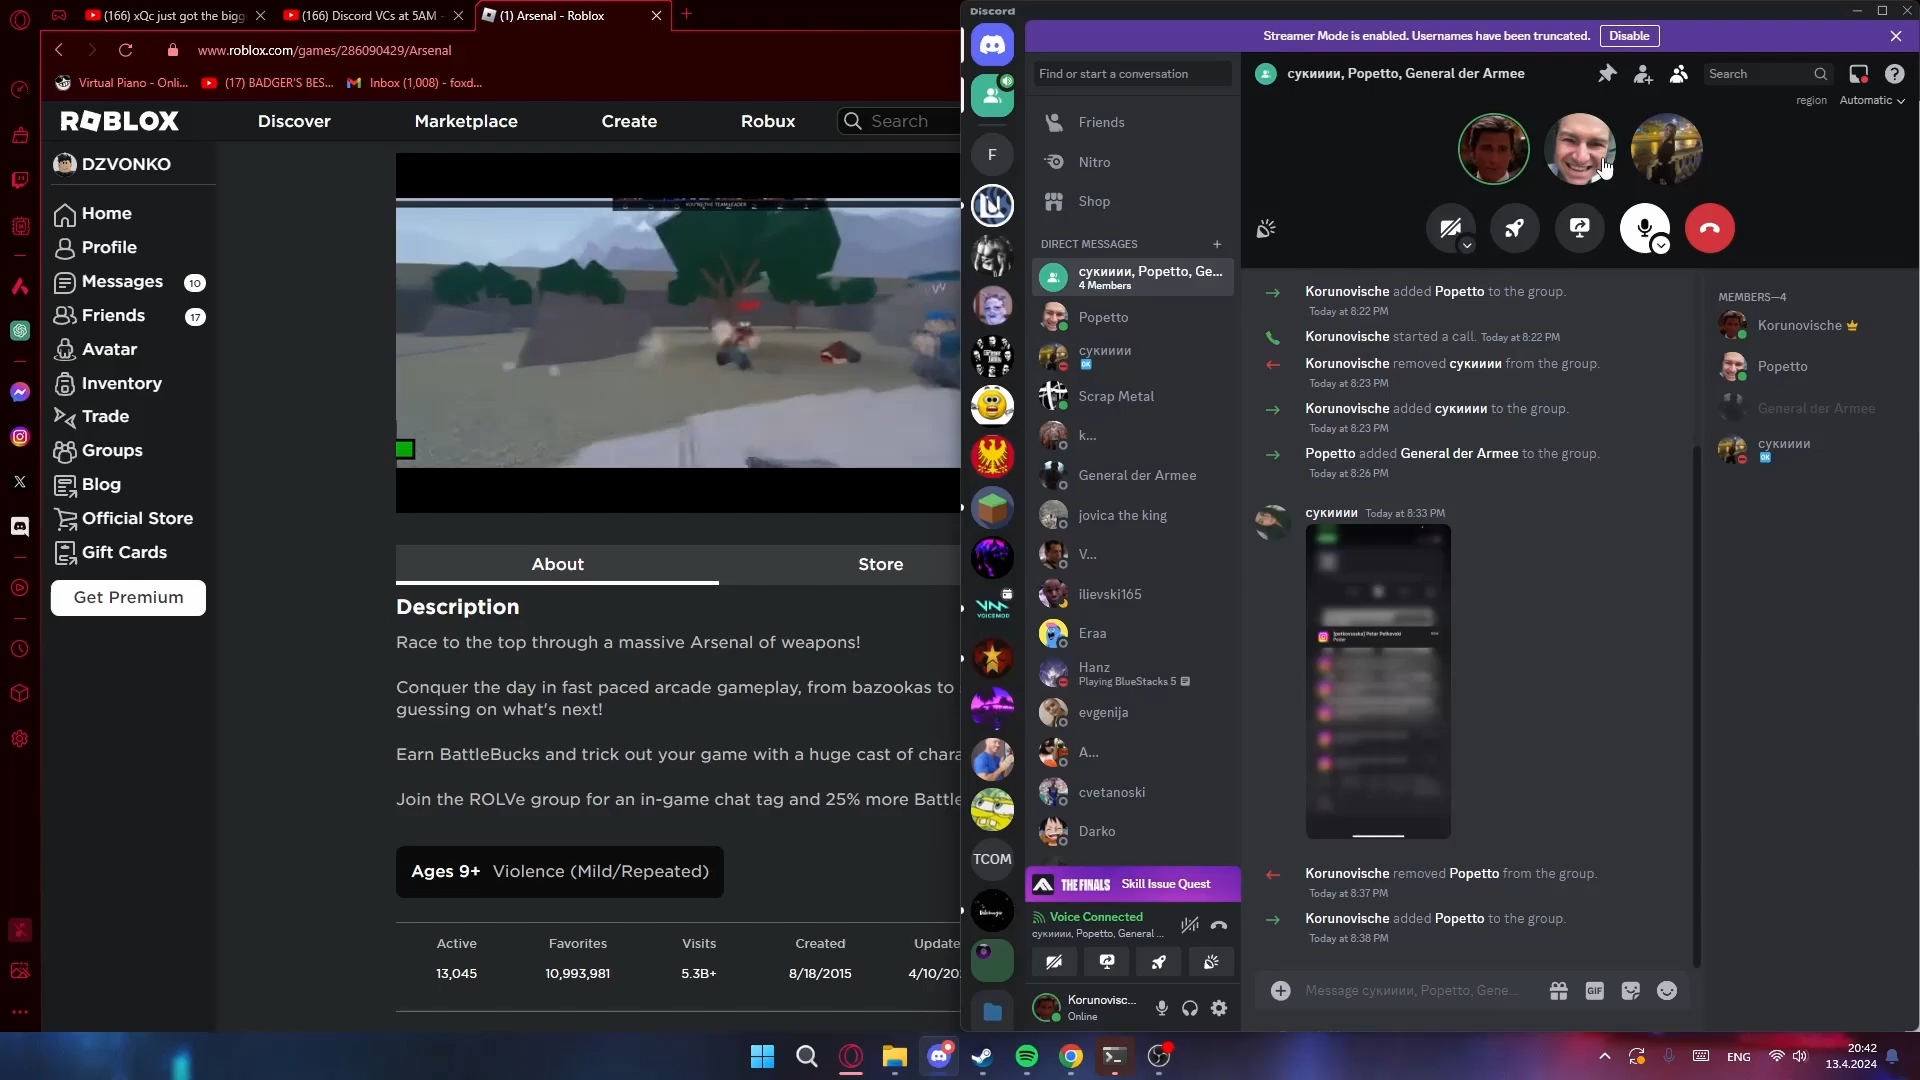 (166) xQc just got the bigg
(166) Discord VCs at 5AM -
(1) Arsenal - Roblox
www.roblox.com/games/286090429/Arsenal
Virtual Piano - Onli...
(17) BADGER'S BES...
Inbox (1,008) - foxd...
ROBLOX
Discover
Marketplace
Create
Robux
Search
DZVONKO
Home
Profile
Messages
10
Friends
17
Avatar
Inventory
Trade
Groups
Blog
Official Store
Gift Cards
Get Premium
YOU'RE THE TEAM LEADER
About
Store
Description
Race to the top through a massive Arsenal of weapons!
Conquer the day in fast paced arcade gameplay, from bazookas to
guessing on what's next!
Earn BattleBucks and trick out your game with a huge cast of chara
Join the ROLVe group for an in-game chat tag and 25% more Battle
Ages 9+ Violence (Mild/Repeated)
Active
Favorites
Visits
Created
Update
13,045
10,993,981
5.3B+
8/18/2015
4/10/20
Discord
Streamer Mode is enabled. Usernames have been truncated.
Disable
F
VOICEMOD
TCOM
Find or start a conversation
Friends
Nitro
Shop
DIRECT MESSAGES
сукииии, Popetto, Ge...
4 Members
Popetto
сукииии
OK
Scrap Metal
k...
General der Armee
jovica the king
V...
ilievski165
Eraa
Hanz
Playing BlueStacks 5
evgenija
A...
cvetanoski
Darko
THE FINALS Skill Issue Quest
Voice Connected
сукииии, Popetto, General ...
Korunovisc...
Online
сукииии, Popetto, General der Armee
Search
region Automatic
Korunovische added Popetto to the group.
Today at 8:22 PM
Korunovische started a call. Today at 8:22 PM
Korunovische removed сукииии from the group.
Today at 8:23 PM
Korunovische added сукииии to the group.
Today at 8:23 PM
Popetto added General der Armee to the group.
Today at 8:26 PM
сукииии Today at 8:33 PM
Korunovische removed Popetto from the group.
Today at 8:37 PM
Korunovische added Popetto to the group.
Today at 8:38 PM
Message сукииии, Popetto, Gene...
GIF
MEMBERS—4
Korunovische
Popetto
General der Armee
сукииии
OK
ENG
20:42
13.4.2024